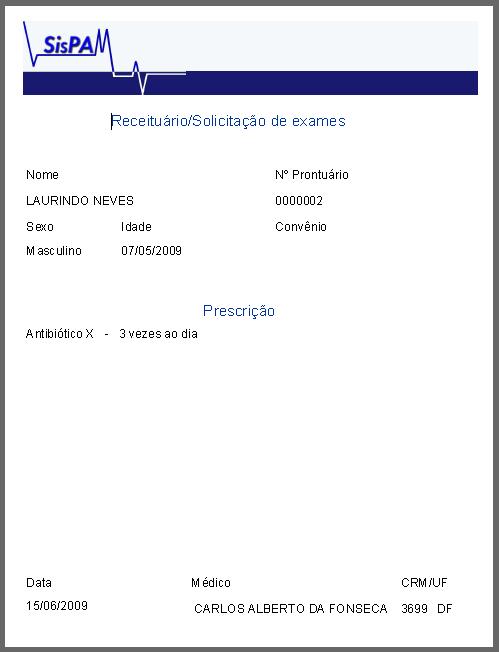 SisPAM
Receituário/Solicitação de exames
Nome Nº Prontuário
LAURINDO NEVES 0000002
Sexo Idade Convênio
Masculino 07/05/2009
Prescrição
Antibiótico X - 3 vezes ao dia
Data Médico CRM/UF
15/06/2009 CARLOS ALBERTO DA FONSECA 3699 DF